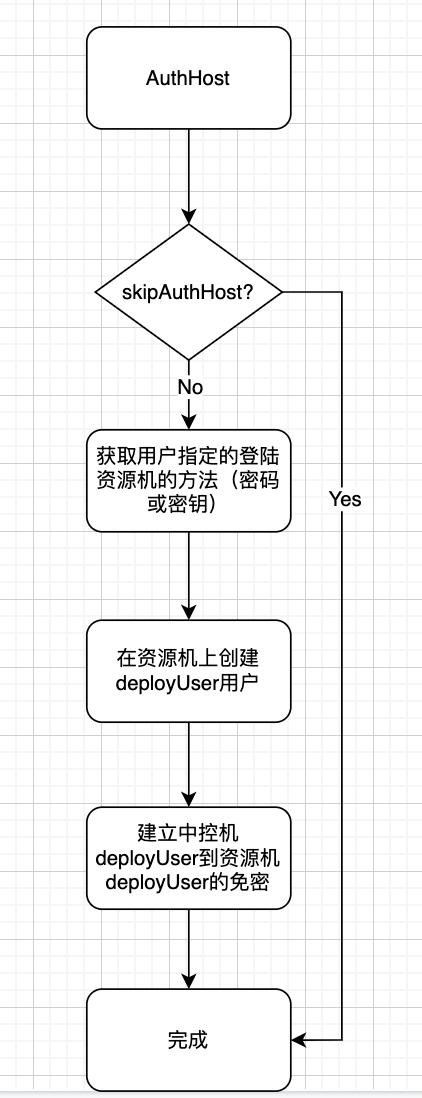 AuthHost
skipAuthHost?
No
获取用户指定的登陆
资源机的方法（密码
或密钥）
Yes
在资源机上创建
deployUser用户
建立中控机
deployUser到资源机
deployUser的免密
完成